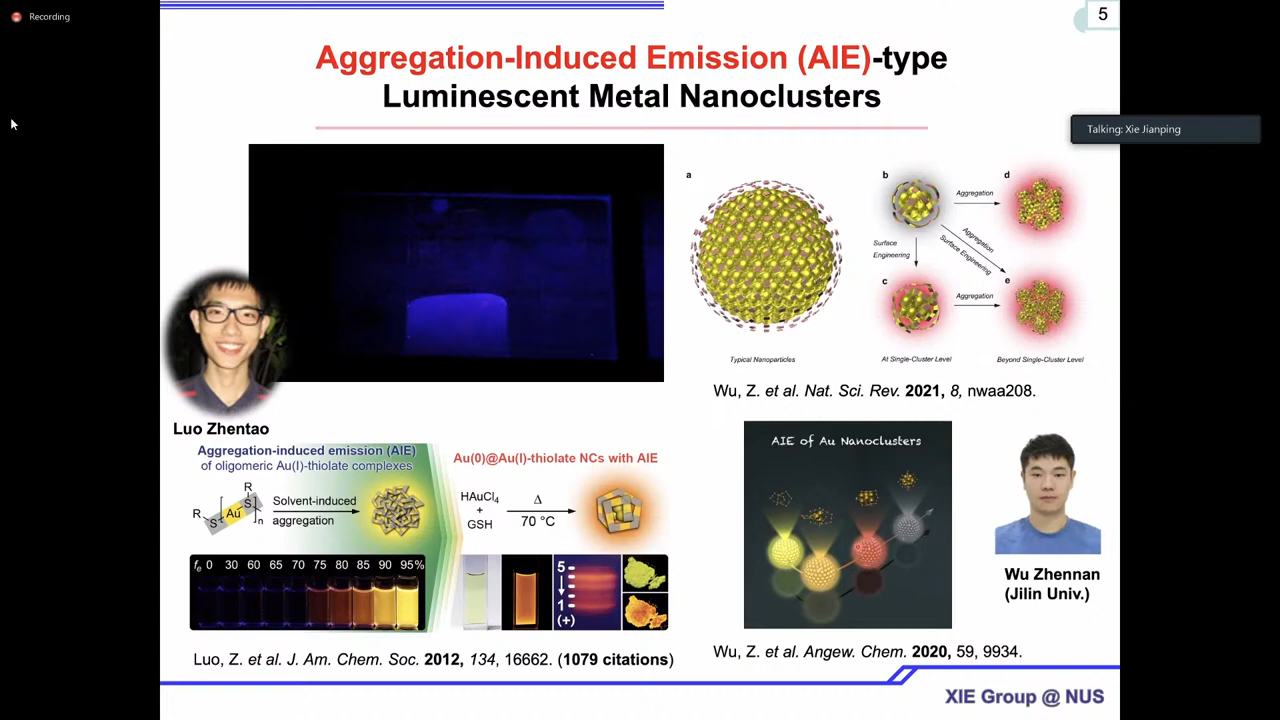 Recording
5
Aggregation-Induced Emission (AIE)-type
Luminescent Metal Nanoclusters
Talking: Xie Jianping
a
b
d
Aggregation
Surface
Engineering
Aggregation
Surface Engineering
c
Aggregation
e
Typical Nanoparticles
At Single-Cluster Level
Beyond Single-Cluster Level
Wu, Z. et al. Nat. Sci. Rev. 2021, 8, nwaa208.
Luo Zhentao
Aggregation-induced emission (AIE)
of oligomeric Au(I)-thiolate complexes
R
R
S
Au
S
n
Solvent-induced
aggregation
Au(0)@Au(I)-thiolate NCs with AIE
HAuCl4
+
GSH
Δ
70 °C
fe 0 30 60 65 70 75 80 85 90 95%
5
1
(+)
Luo, Z. et al. J. Am. Chem. Soc. 2012, 134, 16662. (1079 citations)
AIE of Au Nanoclusters
Wu Zhennan
(Jilin Univ.)
Wu, Z. et al. Angew. Chem. 2020, 59, 9934.
XIE Group @ NUS